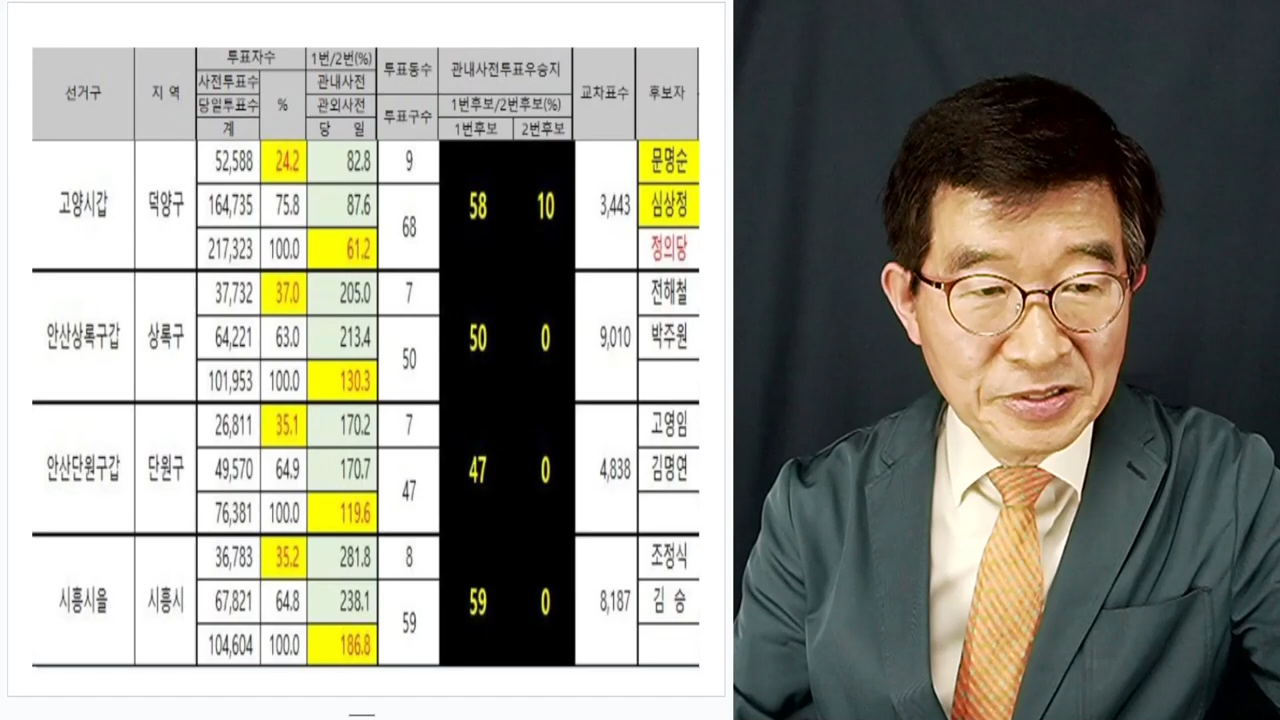 선거구 지 역 투표자수 1번/2번(%) 투표동수 관내사전투표우승지 교차표수 후보자
사전투표수 % 관내사전
당일투표수 관외사전 투표구수 1번후보/2번후보(%)
계 당 일 1번후보 2번후보
고양시갑 덕양구 52,588 24.2 82.8 9 58 10 3,443 문명순
164,735 75.8 87.6 68 심상정
217,323 100.0 61.2 정의당
안산상록구갑 상록구 37,732 37.0 205.0 7 50 0 9,010 전해철
64,221 63.0 213.4 50 박주원
101,953 100.0 130.3
안산단원구갑 단원구 26,811 35.1 170.2 7 47 0 4,838 고영임
49,570 64.9 170.7 47 김명연
76,381 100.0 119.6
시흥시을 시흥시 36,783 35.2 281.8 8 59 0 8,187 조정식
67,821 64.8 238.1 59 김 승
104,604 100.0 186.8